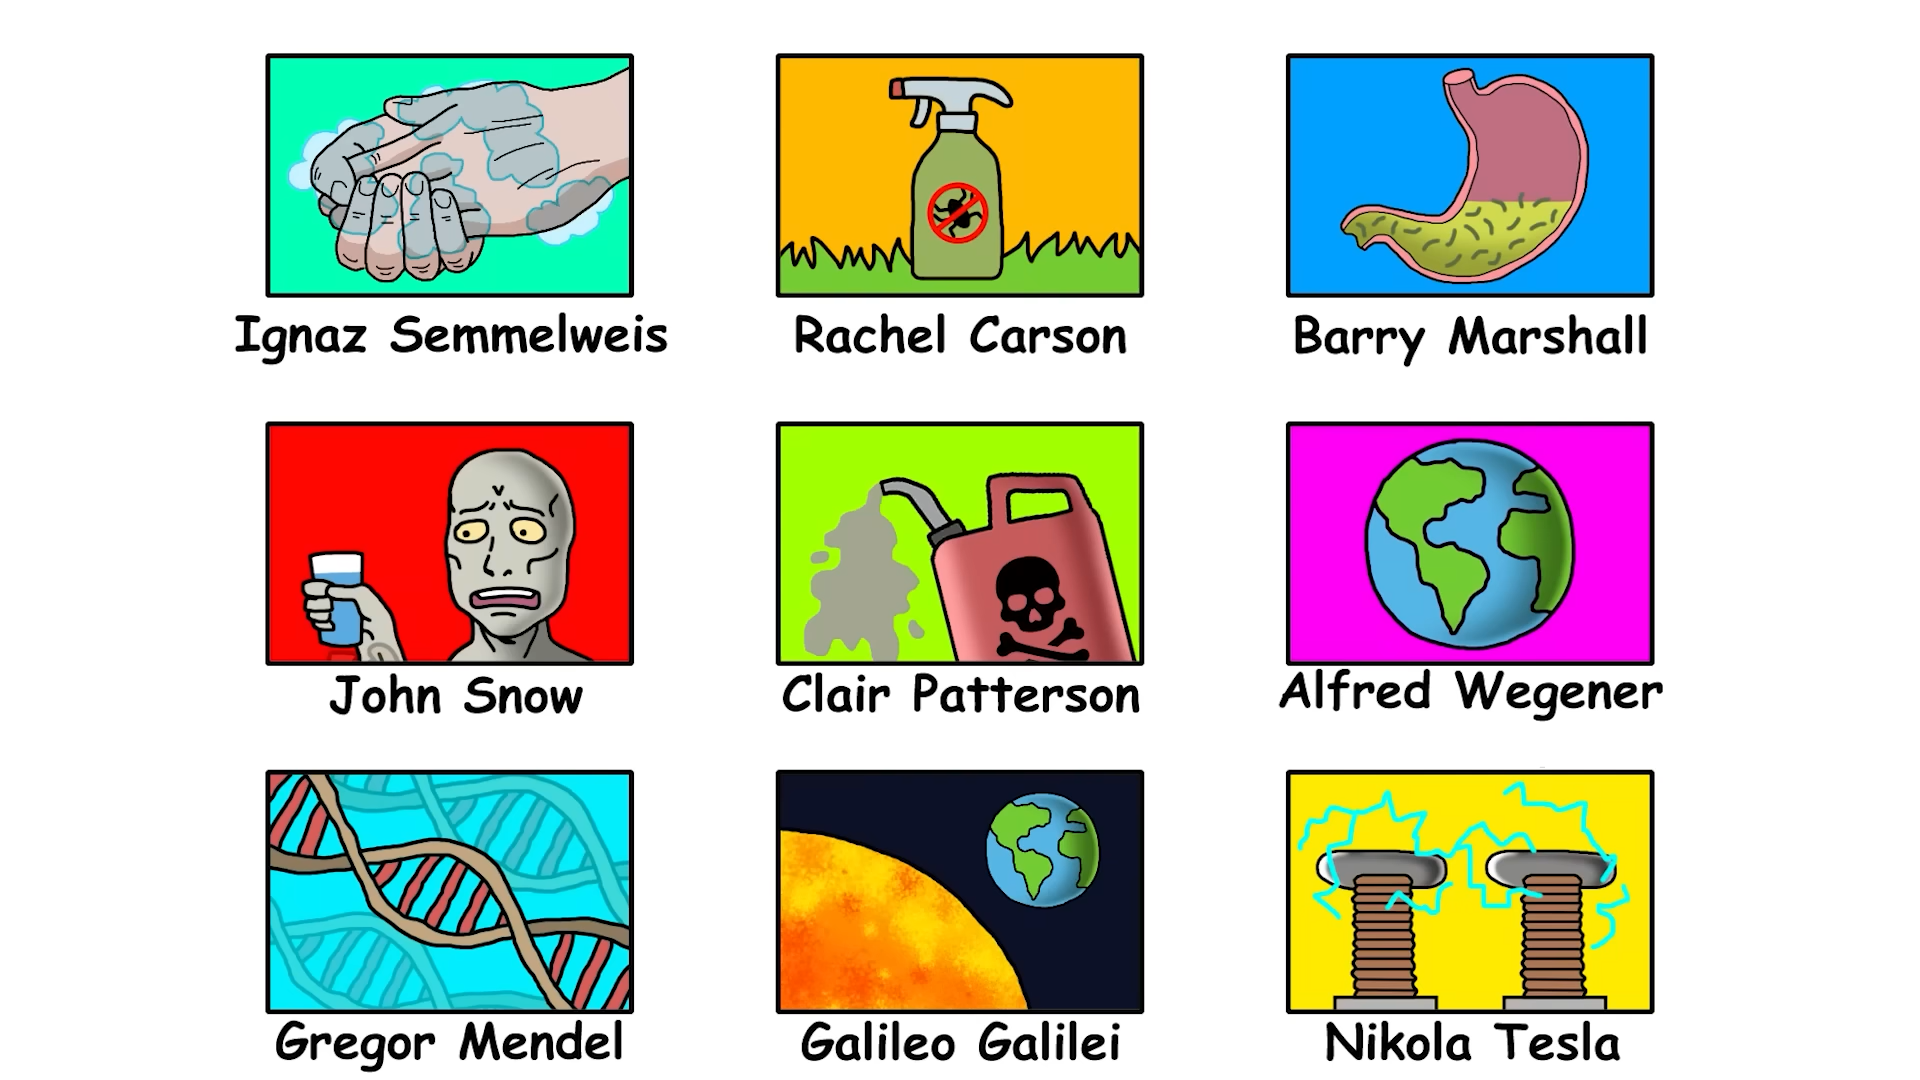 Ignaz Semmelweis
Rachel Carson
Barry Marshall
John Snow
Clair Patterson
Alfred Wegener
Gregor Mendel
Galileo Galilei
Nikola Tesla